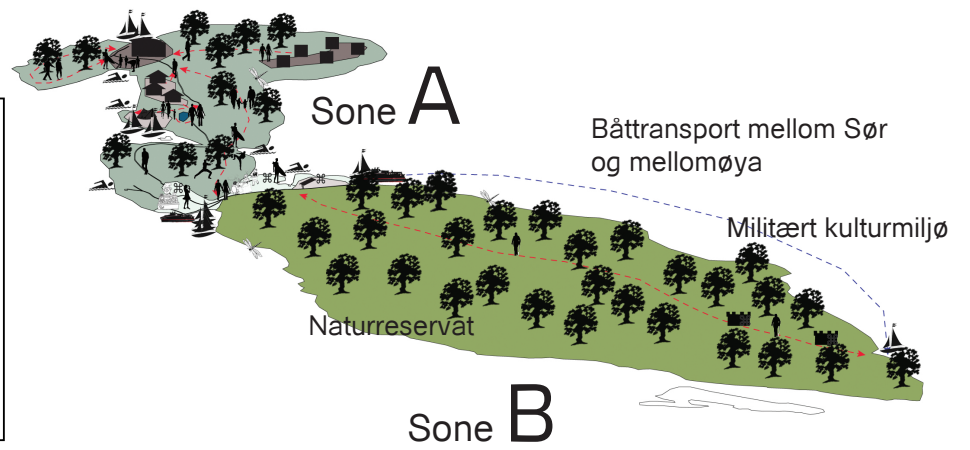 Sone A
Båttransport mellom Sør
og mellomøya
Militært kulturmiljø
Naturreservat
Sone B